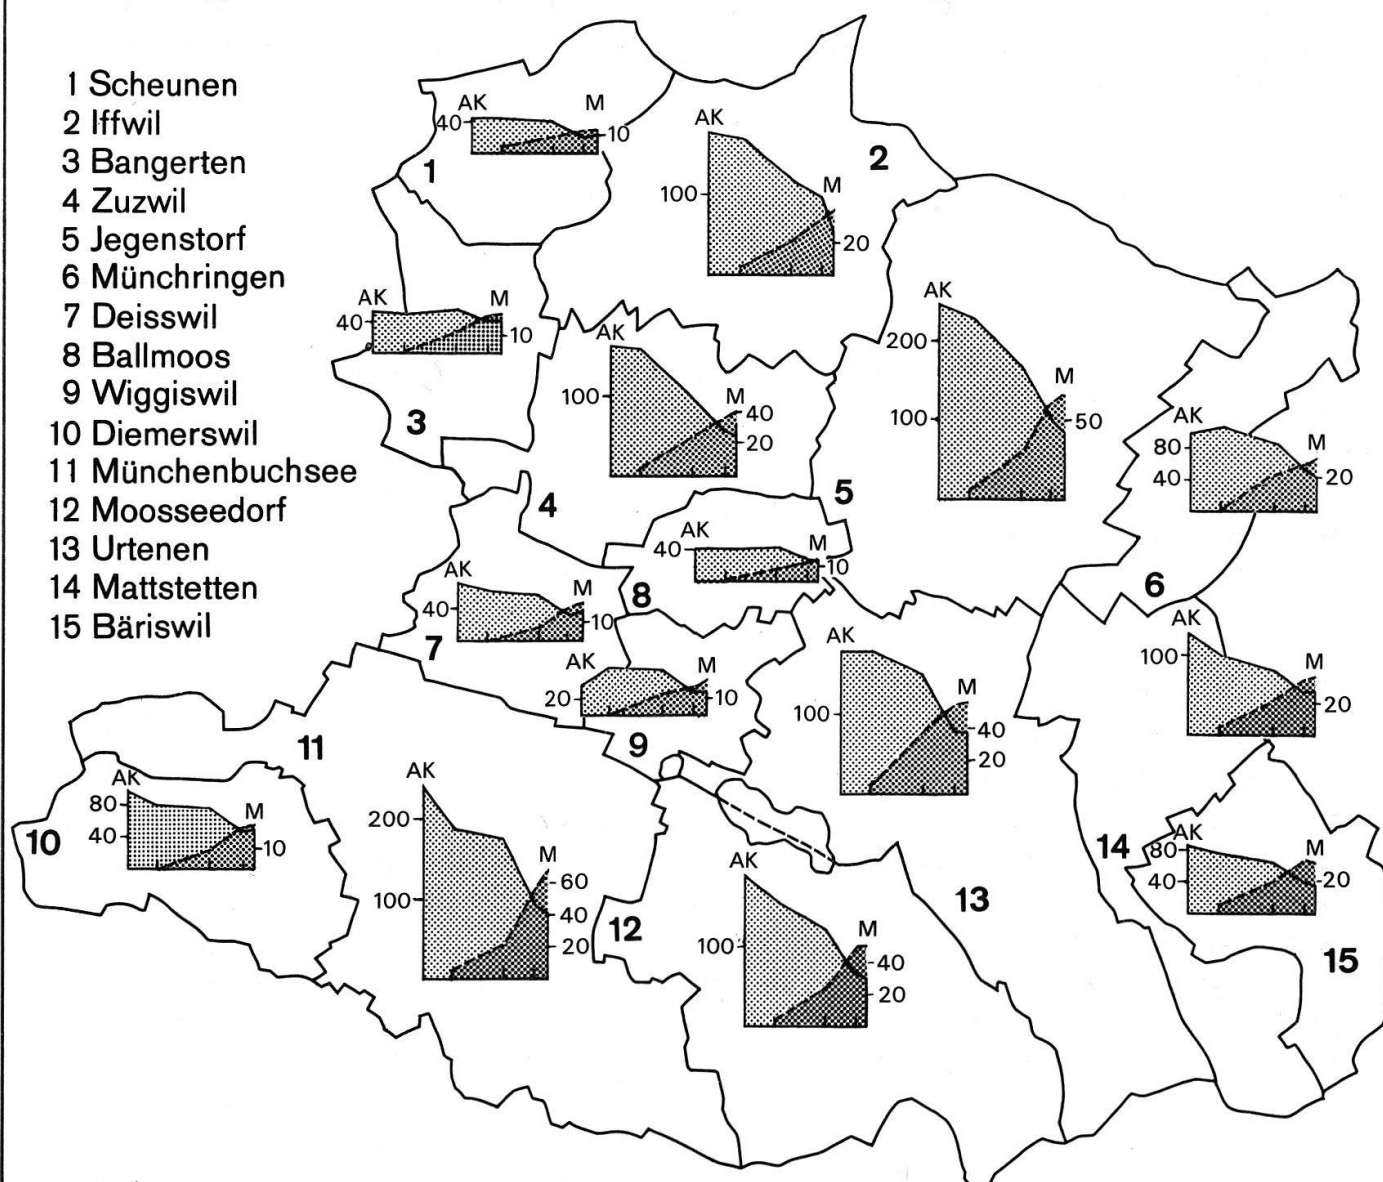 1 Scheunen
2 Iffwil
3 Bangerten
4 Zuzwil
5 Jegenstorf
6 Münchringen
7 Deisswil
8 Ballmoos
9 Wiggiswil
10 Diemerswil
11 Münchenbuchsee
12 Moosseedorf
13 Urtenen
14 Mattstetten
15 Bäriswil
AK M
40 10
1
AK
100
M
20
2
AK M
40 10
3
AK
100
M
40
20
4
AK
200
100
M
50
5
AK
80
40
M
20
6
AK
40
M
10
7
AK M
40 10
8
AK M
20 10
9
AK
80
40
M
10
10
11
AK
200
100
M
60
40
20
12
AK
100
M
40
20
AK
100
M
40
20
13
AK
100
M
20
14
AK
80
40
M
20
15